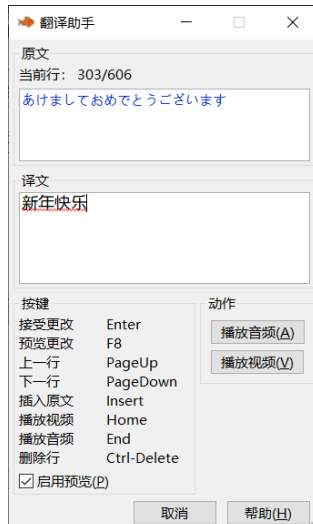 翻译助手
原文
当前行： 303/606
あけましておめでとうございます
译文
新年快乐
按键
接受更改 Enter
预览更改 F8
上一行 PageUp
下一行 PageDown
插入原文 Insert
播放视频 Home
播放音频 End
删除行 Ctrl-Delete
启用预览(P)
动作
播放音频(A)
播放视频(V)
取消
帮助(H)